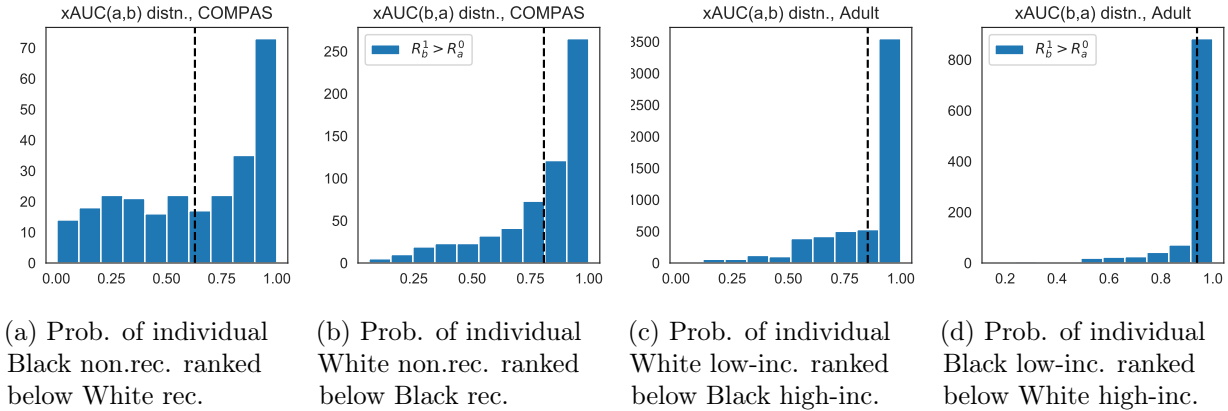 xAUC(a,b) distn., COMPAS
70
60
50
40
30
20
10
0
0.00 0.25 0.50 0.75 1.00
(a) Prob. of individual
Black non.rec. ranked
below White rec.
xAUC(b,a) distn., COMPAS
R_b^1 > R_a^0
250
200
150
100
50
0
0.25 0.50 0.75 1.00
(b) Prob. of individual
White non.rec. ranked
below Black rec.
xAUC(a,b) distn., Adult
3500
3000
2500
2000
1500
1000
500
0
0.00 0.25 0.50 0.75 1.00
(c) Prob. of individual
White low-inc. ranked
below Black high-inc.
xAUC(b,a) distn., Adult
R_b^1 > R_a^0
800
600
400
200
0
0.2 0.4 0.6 0.8 1.0
(d) Prob. of individual
Black low-inc. ranked
below White high-inc.